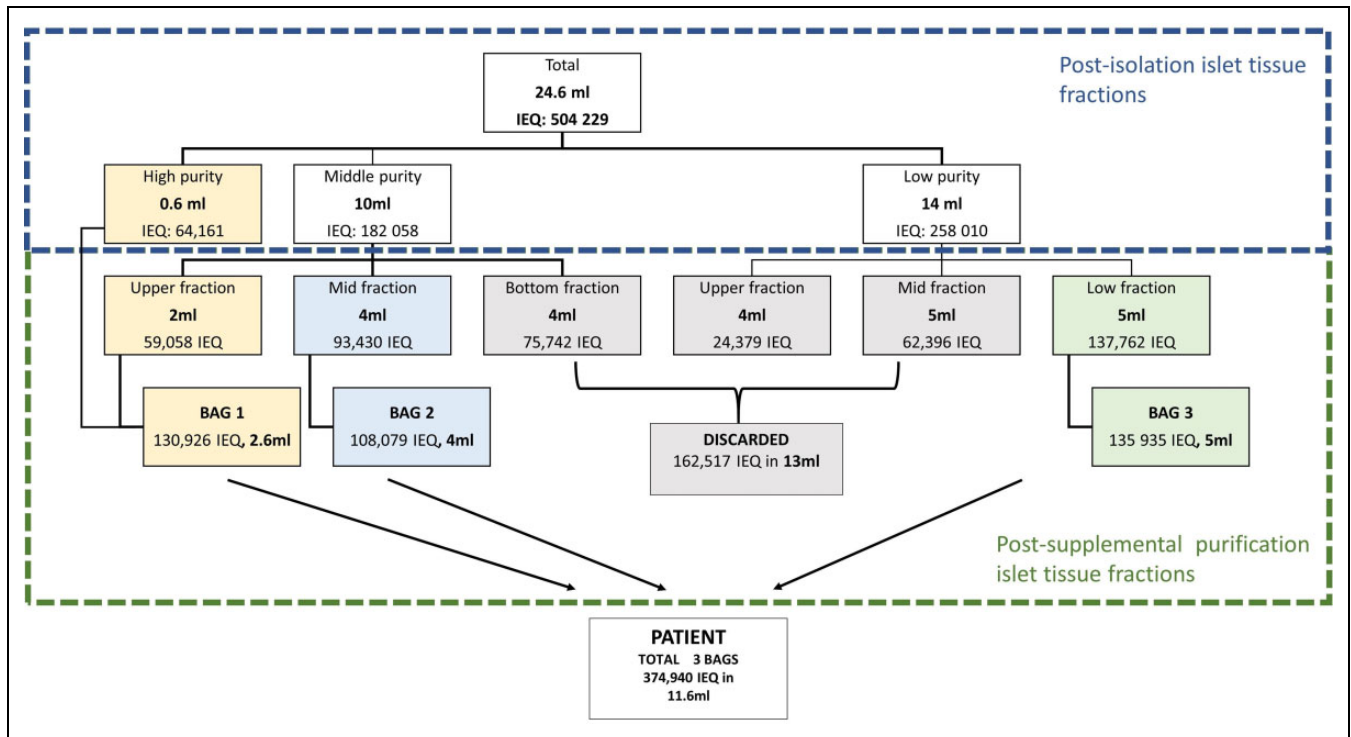 Post-isolation islet tissue
fractions
Total
24.6 ml
IEQ: 504 229
High purity
0.6 ml
IEQ: 64,161
Middle purity
10ml
IEQ: 182 058
Low purity
14 ml
IEQ: 258 010
Upper fraction
2ml
59,058 IEQ
Mid fraction
4ml
93,430 IEQ
Bottom fraction
4ml
75,742 IEQ
Upper fraction
4ml
24,379 IEQ
Mid fraction
5ml
62,396 IEQ
Low fraction
5ml
137,762 IEQ
BAG 1
130,926 IEQ, 2.6ml
BAG 2
108,079 IEQ, 4ml
DISCARDED
162,517 IEQ in 13ml
BAG 3
135 935 IEQ, 5ml
Post-supplemental purification
islet tissue fractions
PATIENT
TOTAL 3 BAGS
374,940 IEQ in
11.6ml